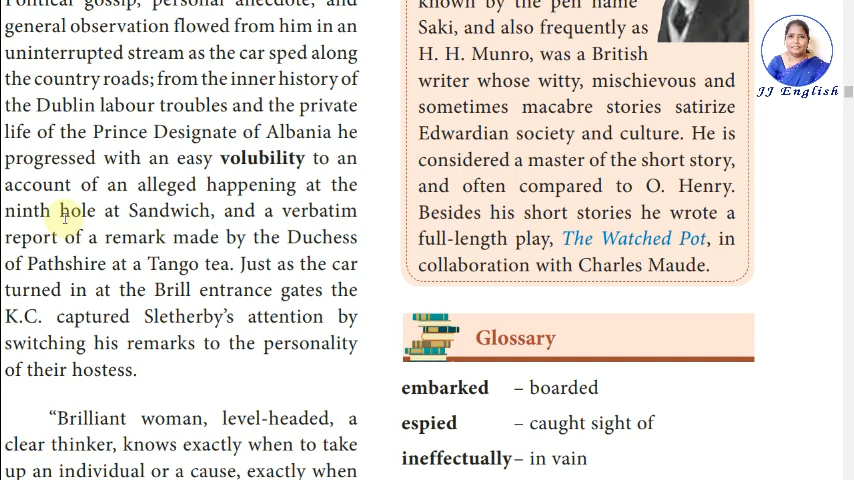 Political gossip, personal anecdote, and
general observation flowed from him in an
uninterrupted stream as the car sped along
the country roads; from the inner history of
the Dublin labour troubles and the private
life of the Prince Designate of Albania he
progressed with an easy volubility to an
account of an alleged happening at the
ninth hole at Sandwich, and a verbatim
report of a remark made by the Duchess
of Pathshire at a Tango tea. Just as the car
turned in at the Brill entrance gates the
K.C. captured Sletherby's attention by
switching his remarks to the personality
of their hostess.
“Brilliant woman, level-headed, a
clear thinker, knows exactly when to take
up an individual or a cause, exactly when
known by the pen name
Saki, and also frequently as
H. H. Munro, was a British
writer whose witty, mischievous and
sometimes macabre stories satirize
Edwardian society and culture. He is
considered a master of the short story,
and often compared to O. Henry.
Besides his short stories he wrote a
full-length play, The Watched Pot, in
collaboration with Charles Maude.
Glossary
embarked – boarded
espied – caught sight of
ineffectually – in vain
JJ English